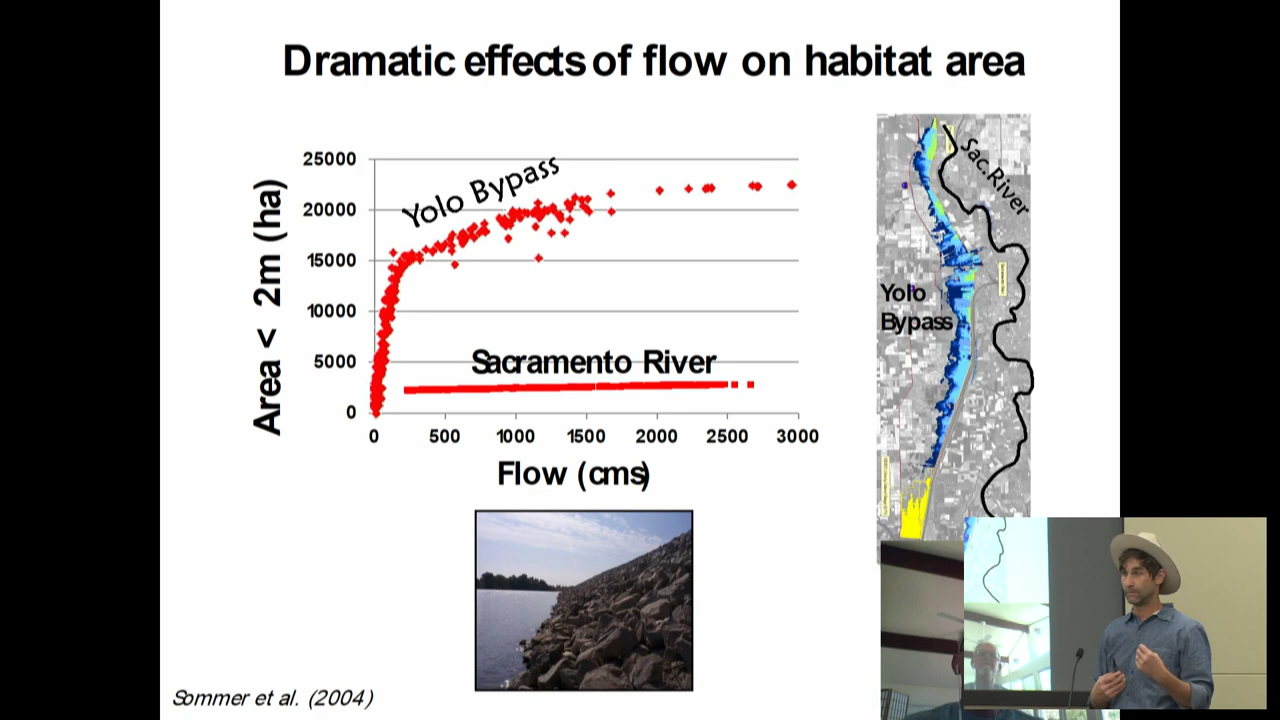 Dramatic effects of flow on habitat area
25000
20000
15000
10000
5000
0
Area < 2m (ha)
Yolo Bypass
Sacramento River
0 500 1000 1500 2000 2500 3000
Flow (cms)
Sac.River
Yolo
Bypass
Sommer et al. (2004)